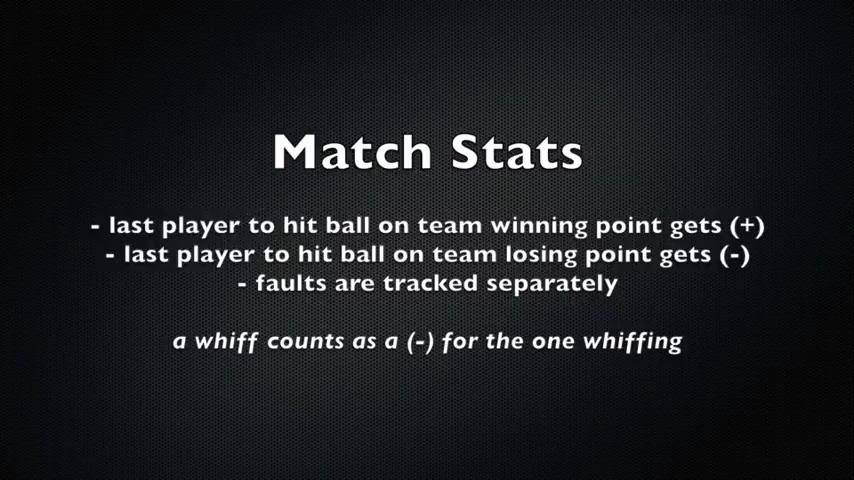 Match Stats
- last player to hit ball on team winning point gets (+)
- last player to hit ball on team losing point gets (-)
- faults are tracked separately
a whiff counts as a (-) for the one whiffing